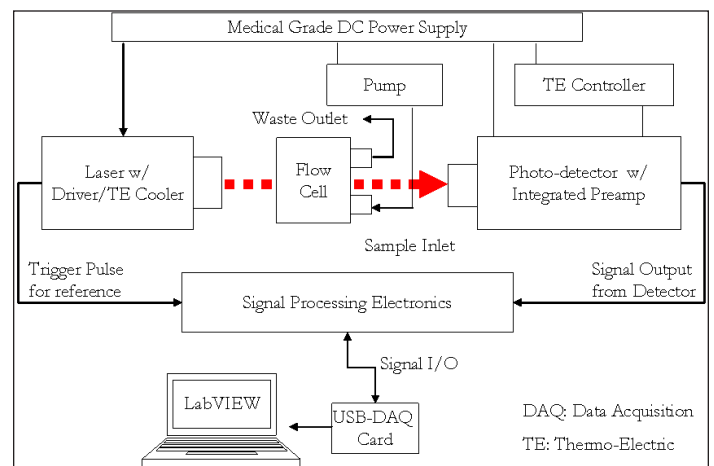 Medical Grade DC Power Supply
Pump
TE Controller
Waste Outlet
Laser w/
Driver/TE Cooler
Flow
Cell
Photo-detector w/
Integrated Preamp
Sample Inlet
Trigger Pulse
for reference
Signal Output
from Detector
Signal Processing Electronics
Signal I/O
LabVIEW
USB-DAQ
Card
DAQ: Data Acquisition
TE: Thermo-Electric